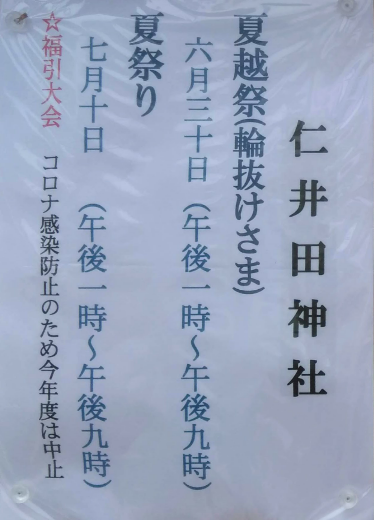 仁井田神社
夏越祭(輪抜けさま)
六月三十日（午後一時～午後九時）
夏祭り
七月十日（午後一時～午後九時）
☆福引大会　コロナ感染防止のため今年度は中止